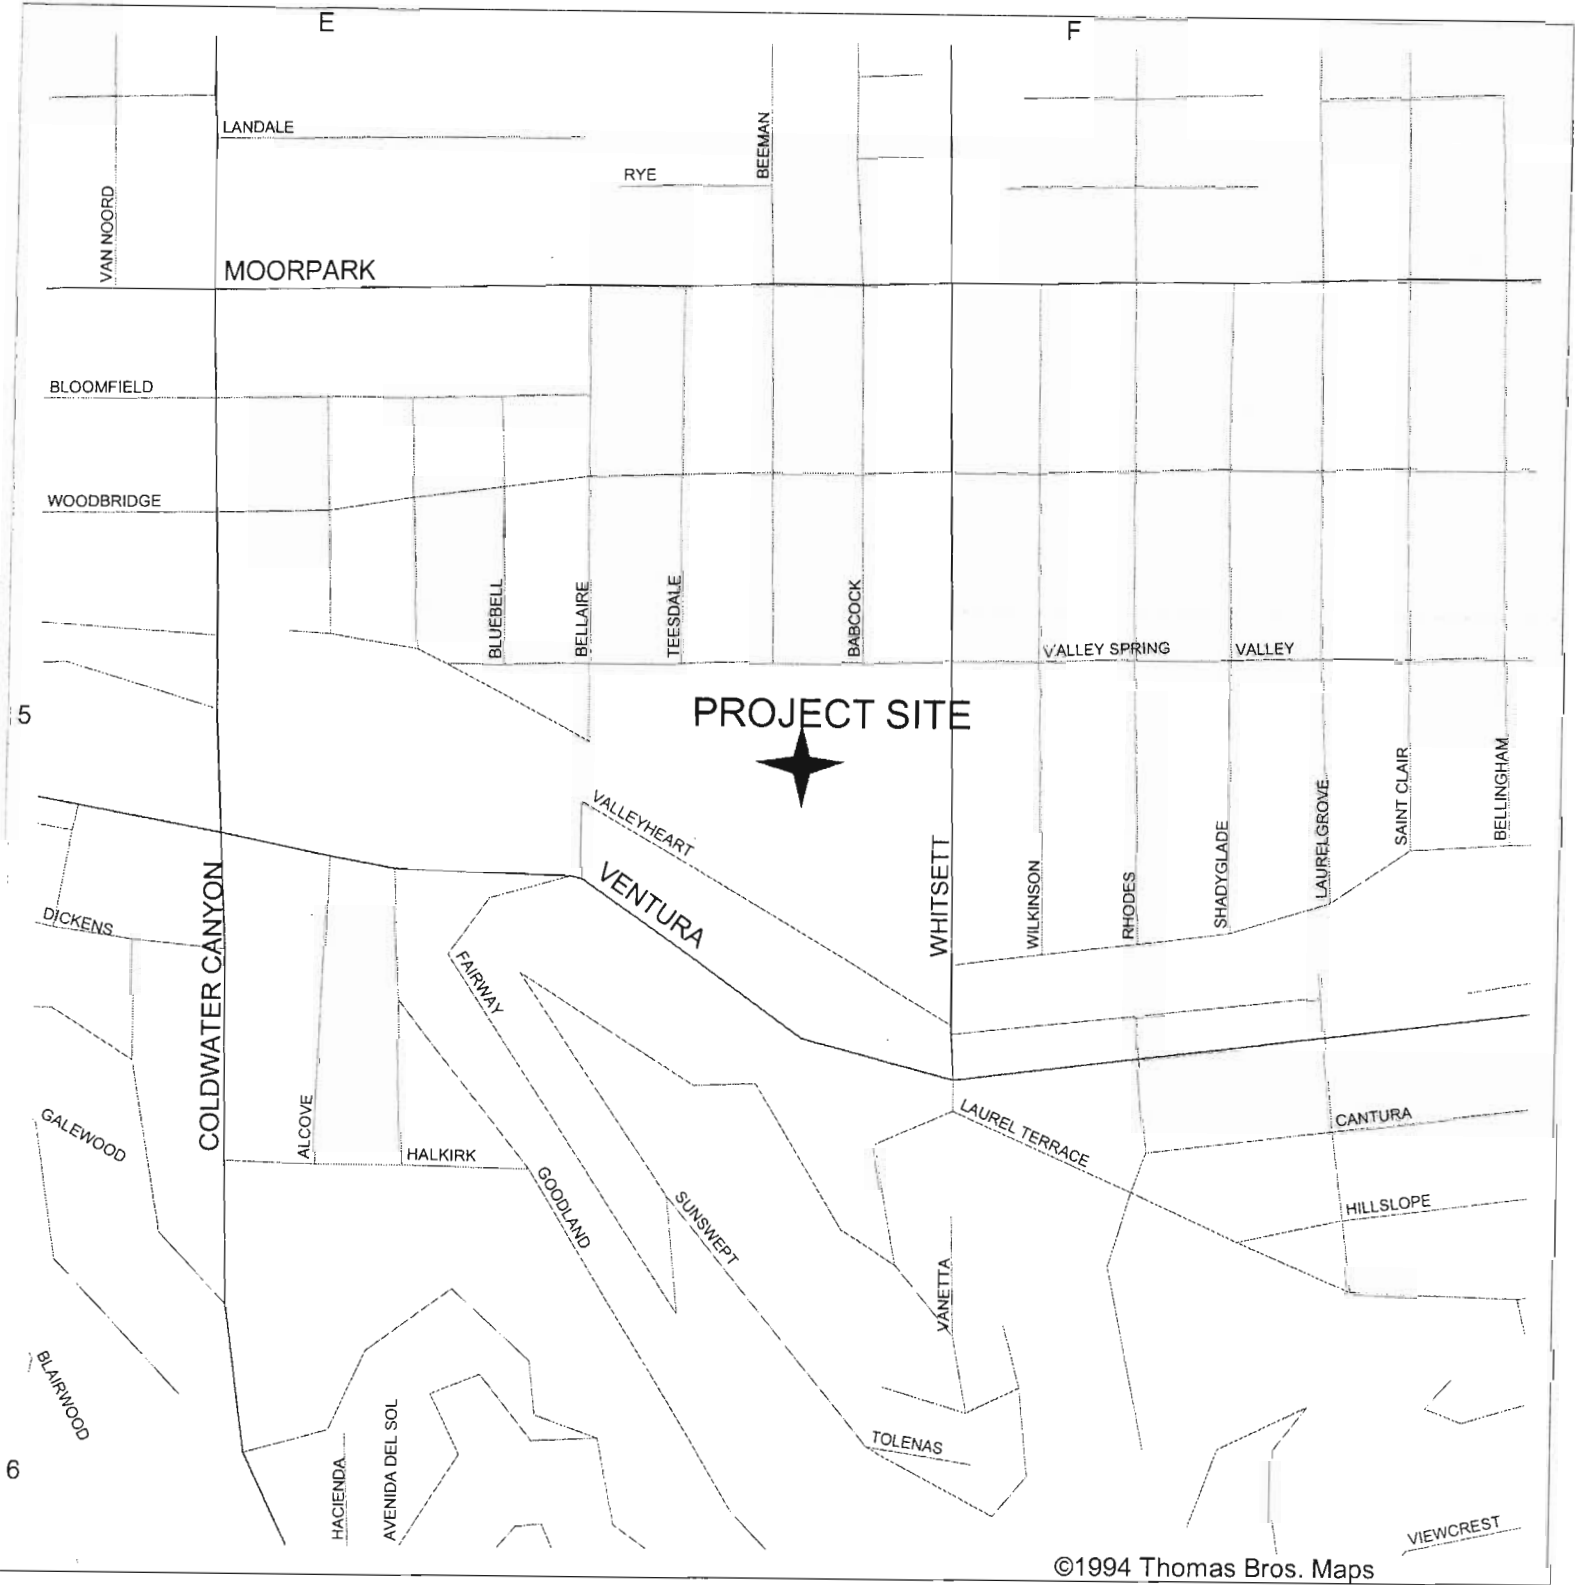 E
F
LANDALE
BEEMAN
RYE
VAN NOORD
MOORPARK
BLOOMFIELD
WOODBRIDGE
BLUEBELL
BELLAIRE
TEESDALE
BABCOCK
VALLEY SPRING
VALLEY
5
PROJECT SITE
VALLEYHEART
WHITSETT
WILKINSON
RHODES
SHADYGLADE
LAURELGROVE
SAINT CLAIR
BELLINGHAM
VENTURA
COLDWATER CANYON
DICKENS
FAIRWAY
GALEWOOD
ALCOVE
HALKIRK
GOODLAND
SUNSWEPT
LAUREL TERRACE
CANTURA
HILLSLOPE
VANETTA
BLAIRWOOD
6
HACIENDA
AVENIDA DEL SOL
TOLENAS
VIEWCREST
©1994 Thomas Bros. Maps